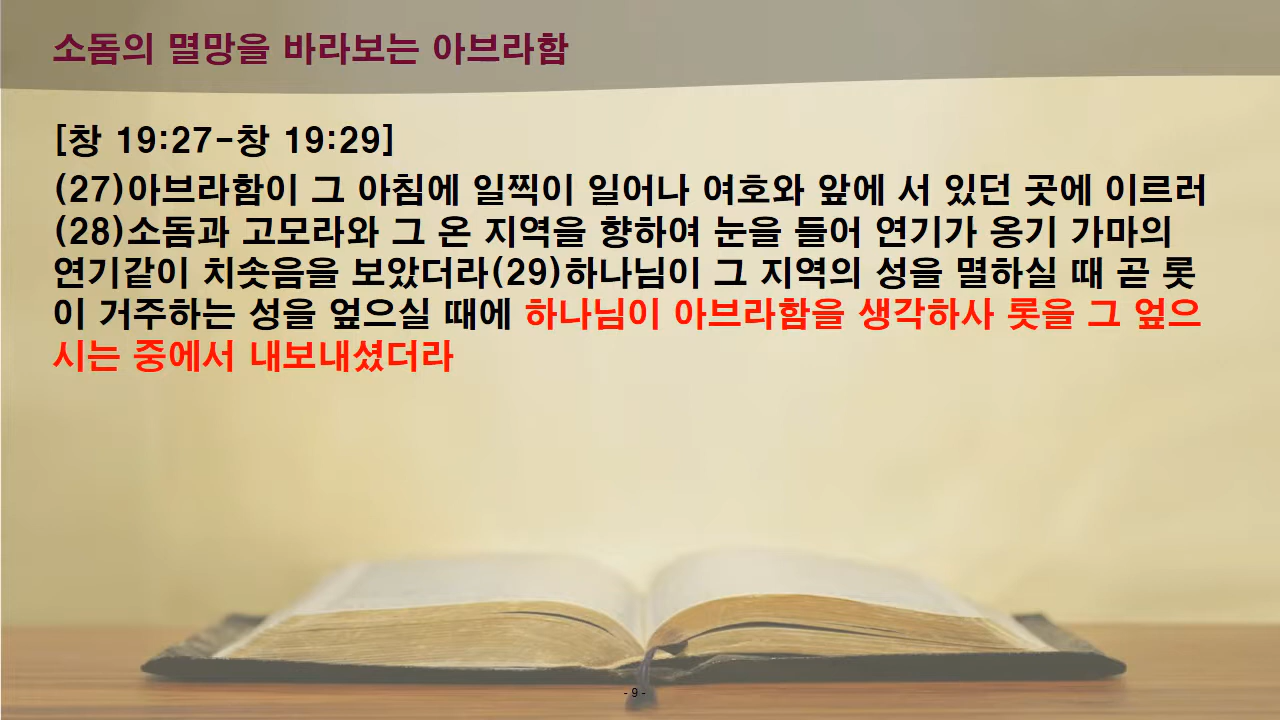 소돔의 멸망을 바라보는 아브라함
[창 19:27-창 19:29]
(27)아브라함이 그 아침에 일찍이 일어나 여호와 앞에 서 있던 곳에 이르러
(28)소돔과 고모라와 그 온 지역을 향하여 눈을 들어 연기가 옹기 가마의
연기같이 치솟음을 보았더라(29)하나님이 그 지역의 성을 멸하실 때 곧 롯
이 거주하는 성을 엎으실 때에 하나님이 아브라함을 생각하사 롯을 그 엎으
시는 중에서 내보내셨더라
- 9 -